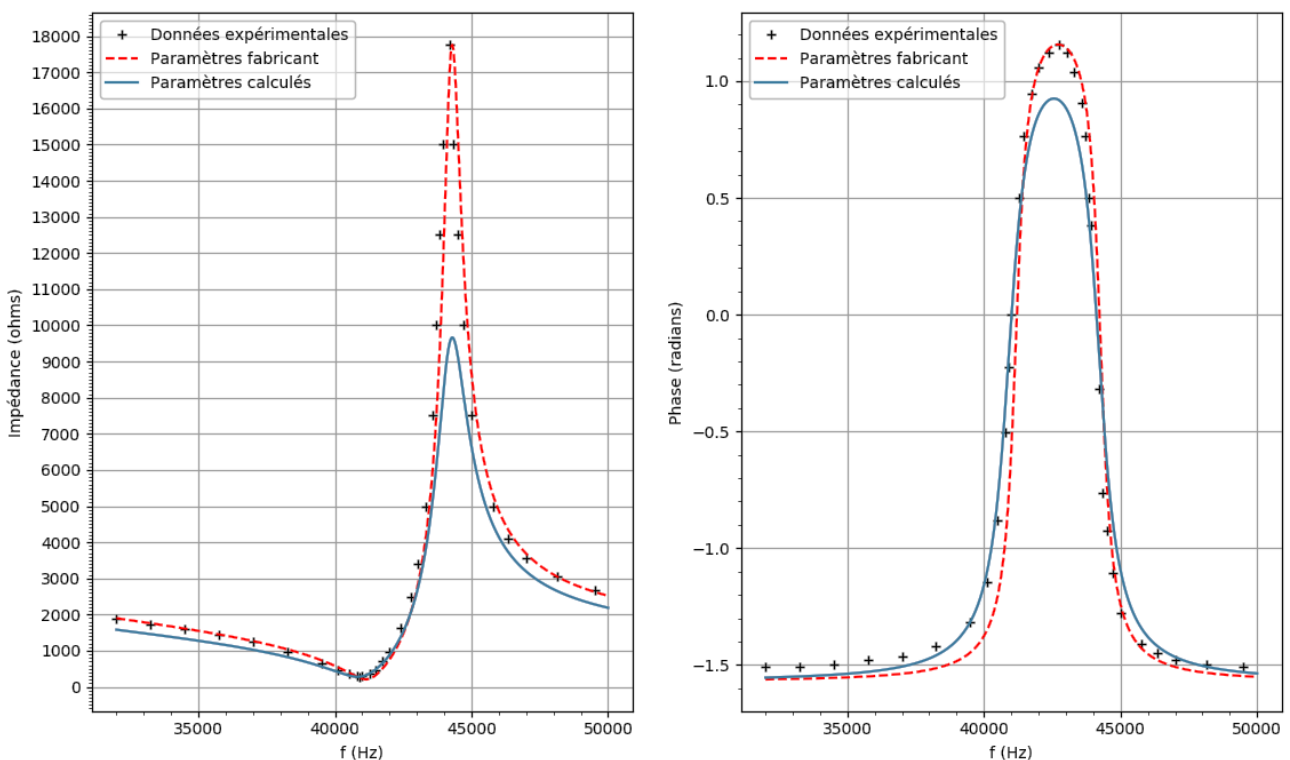 Données expérimentales
Paramètres fabricant
Paramètres calculés
18000
17000
16000
15000
14000
13000
12000
11000
10000
9000
8000
7000
6000
5000
4000
3000
2000
1000
0
Impédance (ohms)
35000 40000 45000 50000
f (Hz)
Données expérimentales
Paramètres fabricant
Paramètres calculés
1.0
0.5
0.0
−0.5
−1.0
−1.5
Phase (radians)
35000 40000 45000 50000
f (Hz)